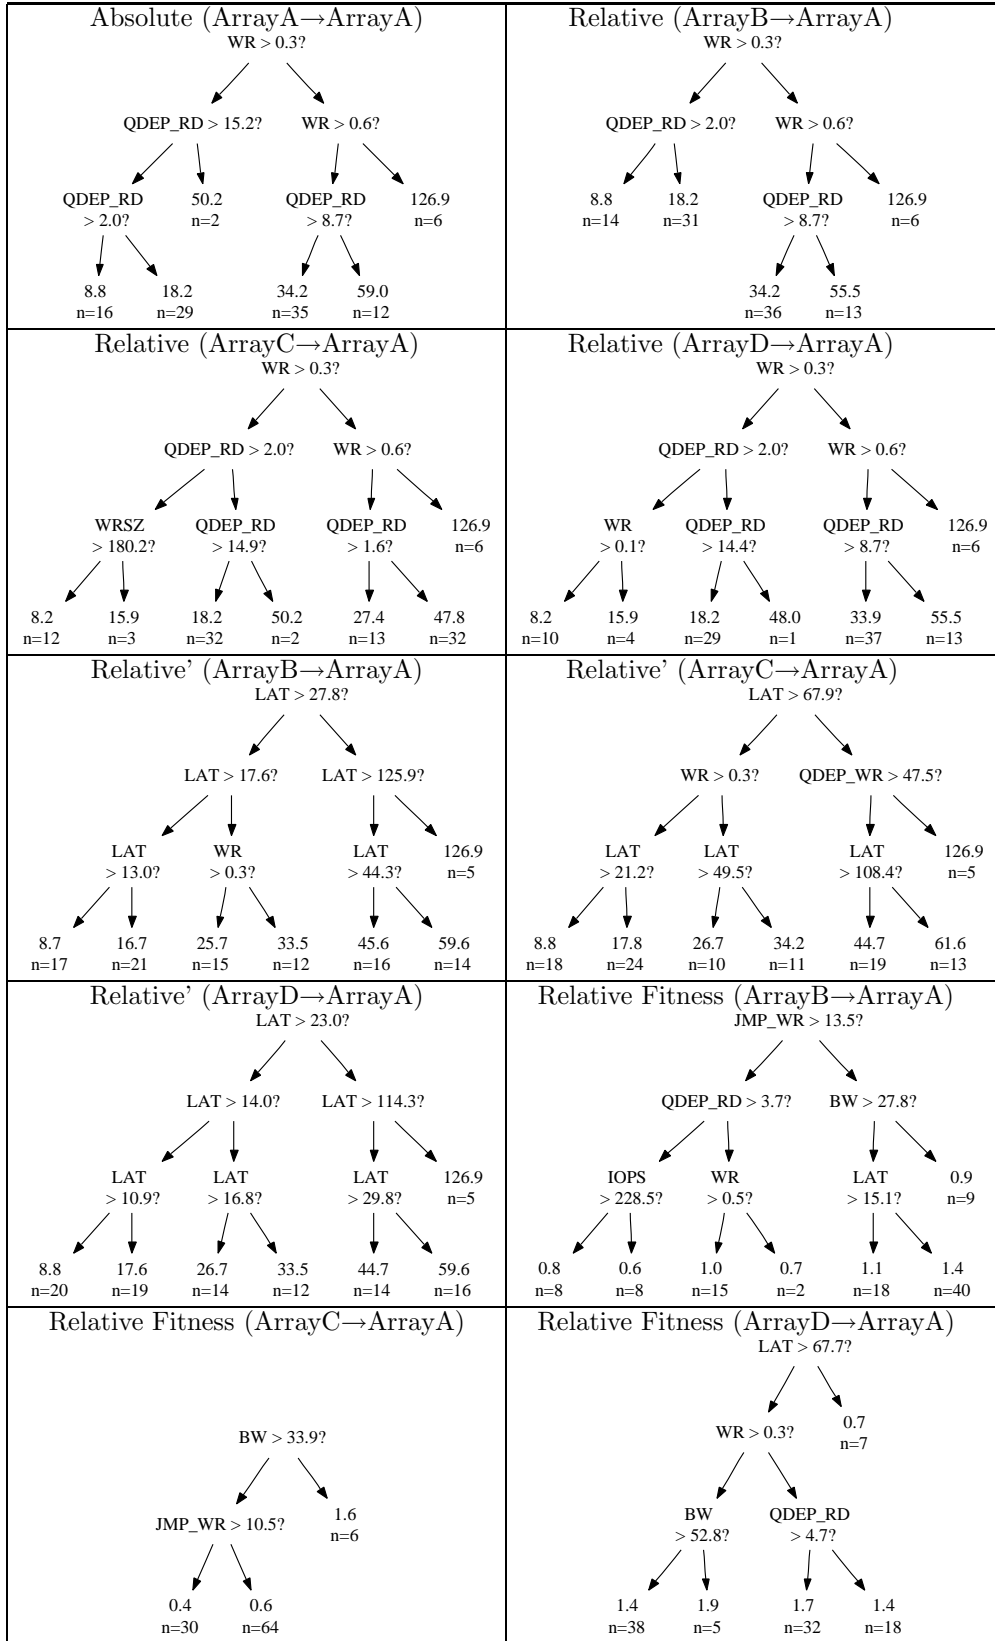 Absolute (ArrayA→ArrayA)
WR > 0.3?
QDEP_RD > 15.2? WR > 0.6?
QDEP_RD 50.2 QDEP_RD 126.9
> 2.0? n=2 > 8.7? n=6
8.8 18.2 34.2 59.0
n=16 n=29 n=35 n=12
Relative (ArrayB→ArrayA)
WR > 0.3?
QDEP_RD > 2.0? WR > 0.6?
8.8 18.2 QDEP_RD 126.9
n=14 n=31 > 8.7? n=6
34.2 55.5
n=36 n=13
Relative (ArrayC→ArrayA)
WR > 0.3?
QDEP_RD > 2.0? WR > 0.6?
WRSZ QDEP_RD QDEP_RD 126.9
> 180.2? > 14.9? > 1.6? n=6
8.2 15.9 18.2 50.2 27.4 47.8
n=12 n=3 n=32 n=2 n=13 n=32
Relative (ArrayD→ArrayA)
WR > 0.3?
QDEP_RD > 2.0? WR > 0.6?
WR QDEP_RD QDEP_RD 126.9
> 0.1? > 14.4? > 8.7? n=6
8.2 15.9 18.2 48.0 33.9 55.5
n=10 n=4 n=29 n=1 n=37 n=13
Relative' (ArrayB→ArrayA)
LAT > 27.8?
LAT > 17.6? LAT > 125.9?
LAT WR LAT 126.9
> 13.0? > 0.3? > 44.3? n=5
8.7 16.7 25.7 33.5 45.6 59.6
n=17 n=21 n=15 n=12 n=16 n=14
Relative' (ArrayC→ArrayA)
LAT > 67.9?
WR > 0.3? QDEP_WR > 47.5?
LAT LAT LAT 126.9
> 21.2? > 49.5? > 108.4? n=5
8.8 17.8 26.7 34.2 44.7 61.6
n=18 n=24 n=10 n=11 n=19 n=13
Relative' (ArrayD→ArrayA)
LAT > 23.0?
LAT > 14.0? LAT > 114.3?
LAT LAT LAT 126.9
> 10.9? > 16.8? > 29.8? n=5
8.8 17.6 26.7 33.5 44.7 59.6
n=20 n=19 n=14 n=12 n=14 n=16
Relative Fitness (ArrayB→ArrayA)
JMP_WR > 13.5?
QDEP_RD > 3.7? BW > 27.8?
IOPS WR LAT 0.9
> 228.5? > 0.5? > 15.1? n=9
0.8 0.6 1.0 0.7 1.1 1.4
n=8 n=8 n=15 n=2 n=18 n=40
Relative Fitness (ArrayC→ArrayA)
BW > 33.9?
JMP_WR > 10.5? 1.6
n=6
0.4 0.6
n=30 n=64
Relative Fitness (ArrayD→ArrayA)
LAT > 67.7?
WR > 0.3? 0.7
n=7
BW QDEP_RD
> 52.8? > 4.7?
1.4 1.9 1.7 1.4
n=38 n=5 n=32 n=18